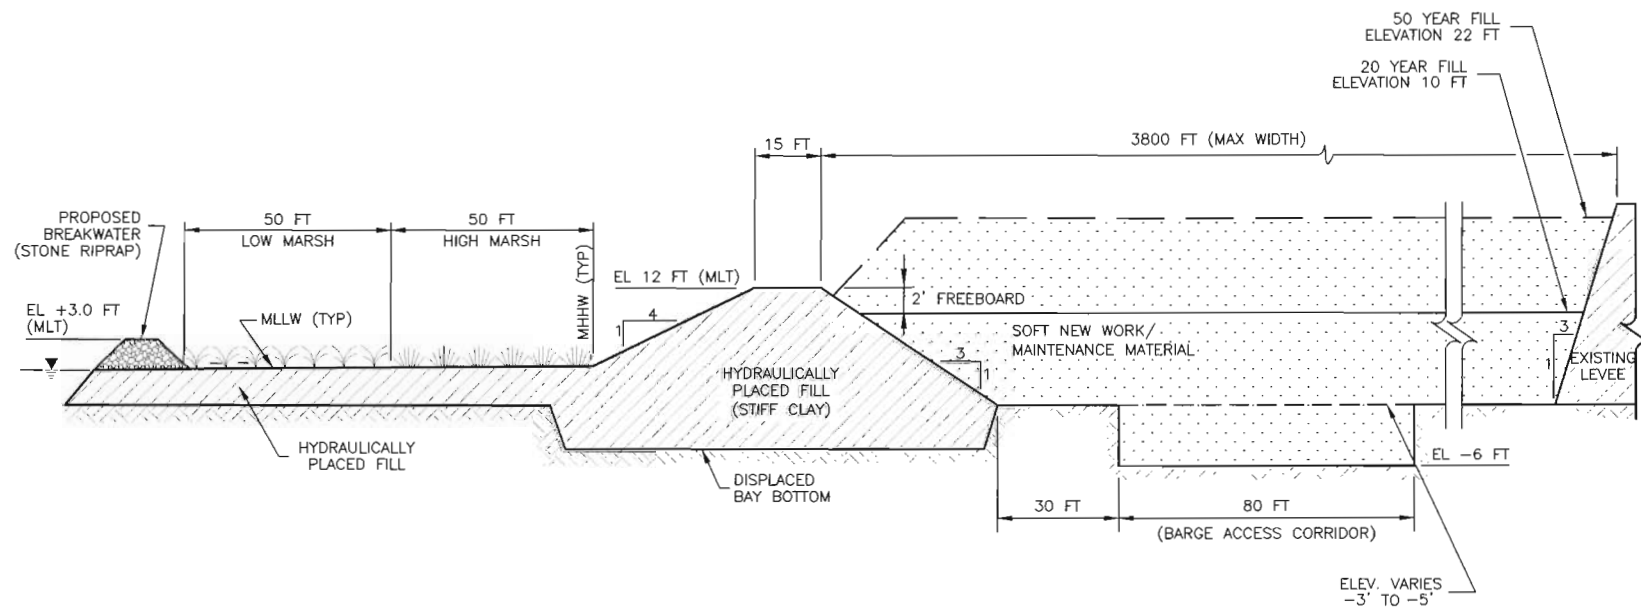 50 YEAR FILL
ELEVATION 22 FT
20 YEAR FILL
ELEVATION 10 FT
15 FT
3800 FT (MAX WIDTH)
PROPOSED
BREAKWATER
(STONE RIPRAP)
50 FT
LOW MARSH
50 FT
HIGH MARSH
MHHW (TYP)
EL 12 FT (MLT)
2' FREEBOARD
EL +3.0 FT
(MLT)
MLLW (TYP)
1
4
SOFT NEW WORK/
MAINTENANCE MATERIAL
3
1
3
1
EXISTING
LEVEE
HYDRAULICALLY
PLACED FILL
(STIFF CLAY)
HYDRAULICALLY
PLACED FILL
DISPLACED
BAY BOTTOM
EL -6 FT
30 FT
80 FT
(BARGE ACCESS CORRIDOR)
ELEV. VARIES
-3' TO -5'